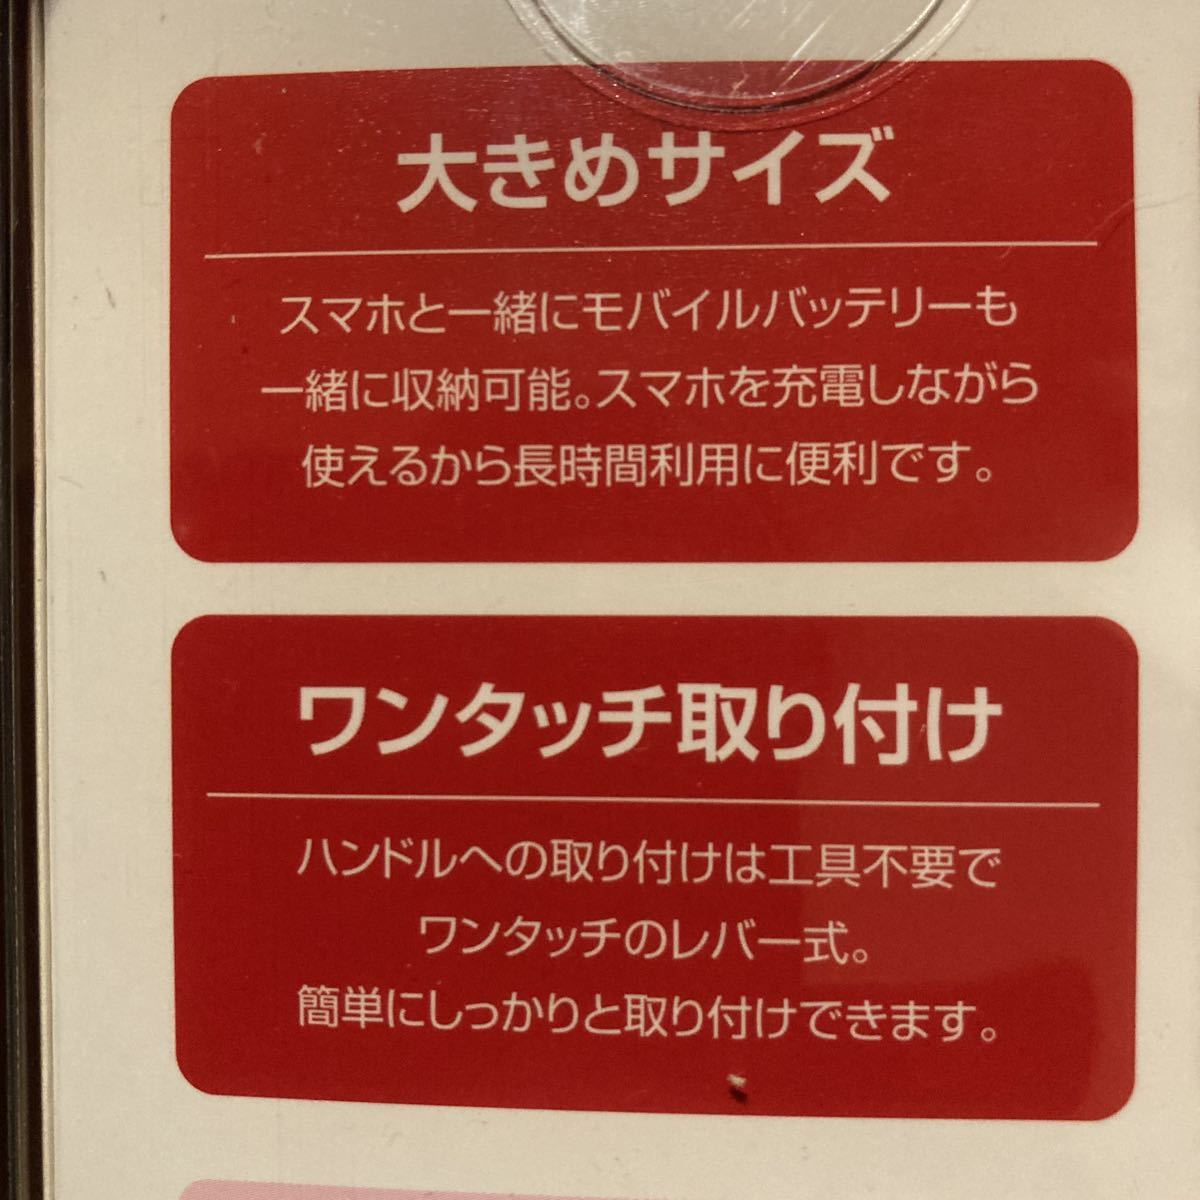 大きめサイズ
スマホと一緒にモバイルバッテリーも
一緒に収納可能。スマホを充電しながら
使えるから長時間利用に便利です。
ワンタッチ取り付け
ハンドルへの取り付けは工具不要で
ワンタッチのレバー式。
簡単にしっかりと取り付けできます。